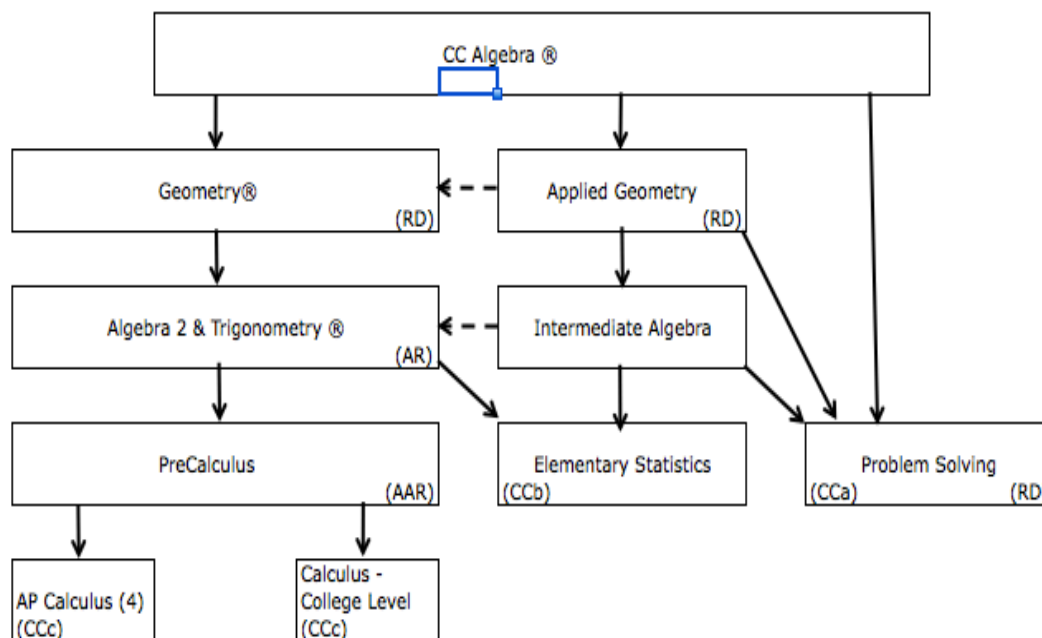 CC Algebra ®
Geometry®
(RD)
Applied Geometry
(RD)
Algebra 2 & Trigonometry ®
(AR)
Intermediate Algebra
PreCalculus
(AAR)
Elementary Statistics
(CCb)
Problem Solving
(CCa) (RD
AP Calculus (4)
(CCc)
Calculus -
College Level
(CCc)